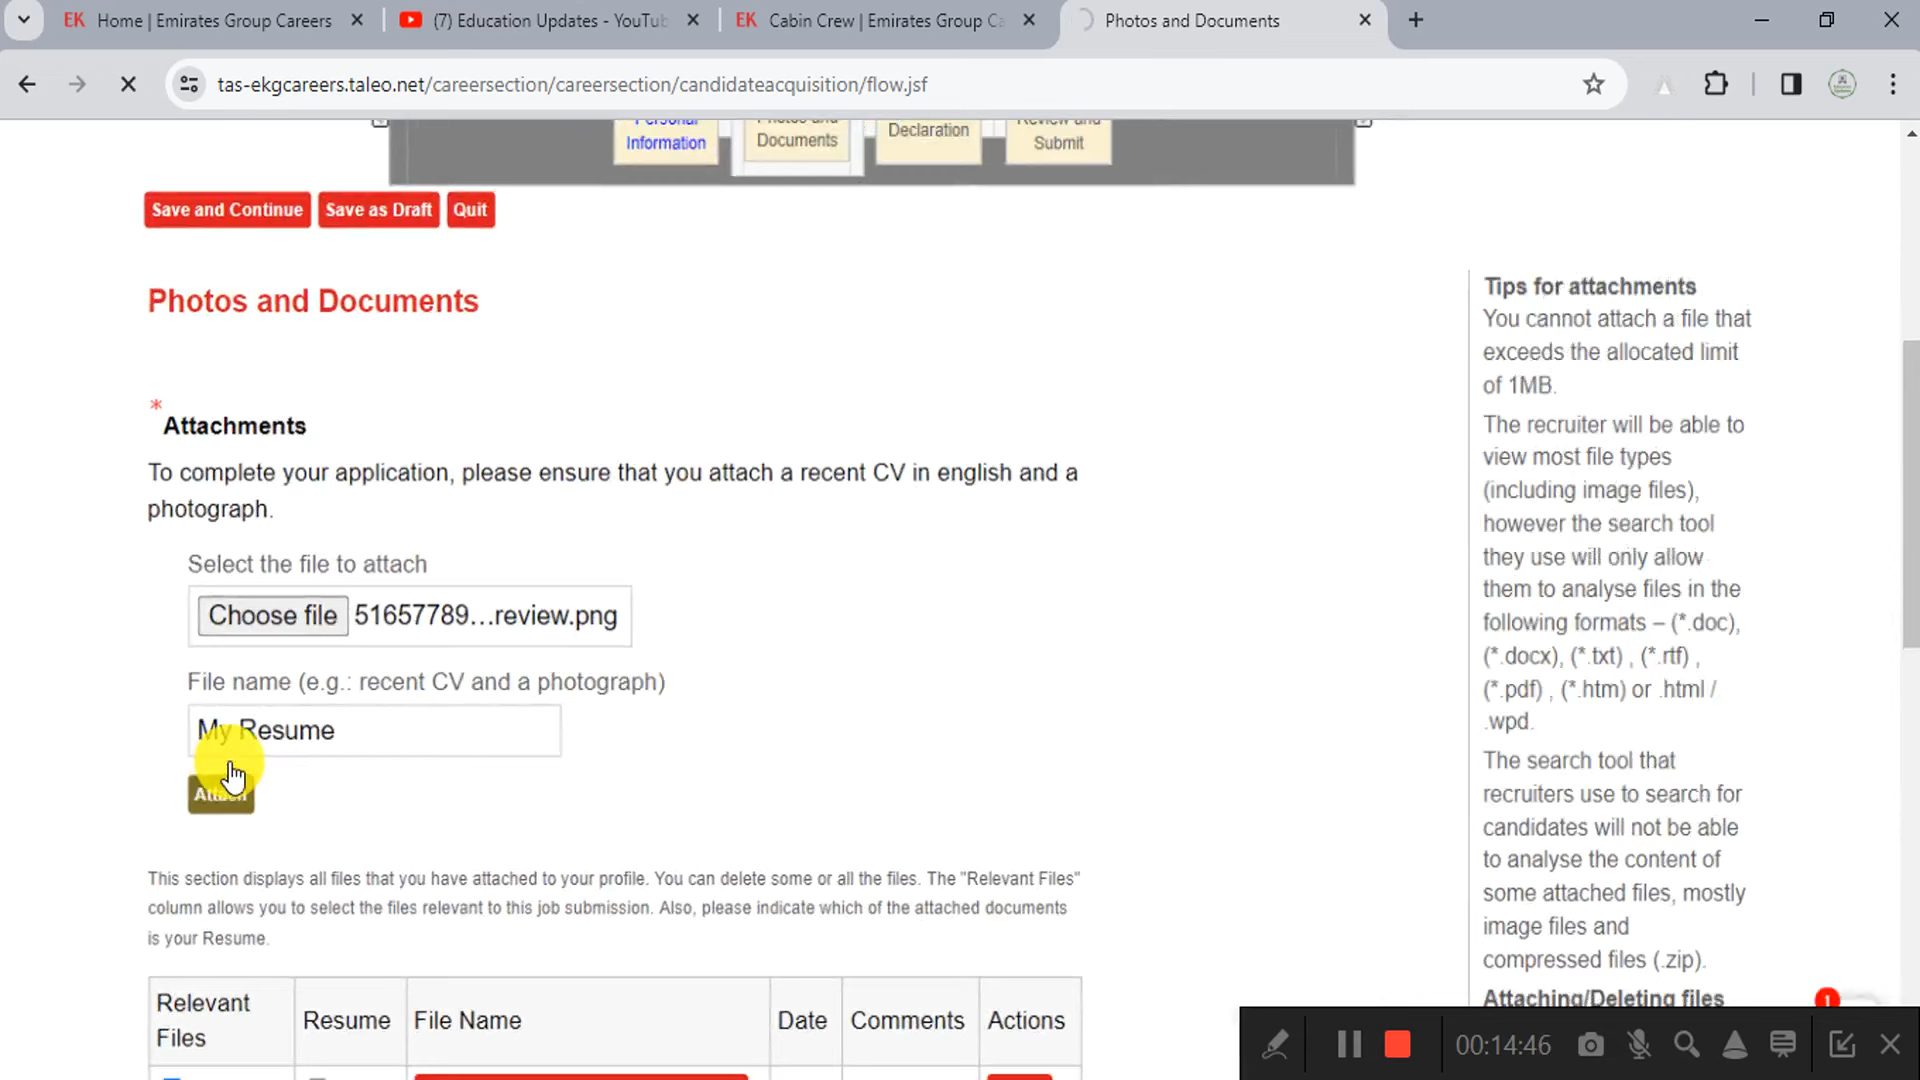 EK Home | Emirates Group Careers
(7) Education Updates - YouTub
EK Cabin Crew | Emirates Group Ca
Photos and Documents
tas-ekgcareers.taleo.net/careersection/careersection/candidateacquisition/flow.jsf
Personal
Information
Photos and
Documents
Declaration
Review and
Submit
Save and Continue
Save as Draft
Quit
Photos and Documents
*
Attachments
To complete your application, please ensure that you attach a recent CV in english and a
photograph.
Select the file to attach
Choose file 51657789...review.png
File name (e.g.: recent CV and a photograph)
My Resume
Attach
This section displays all files that you have attached to your profile. You can delete some or all the files. The "Relevant Files"
column allows you to select the files relevant to this job submission. Also, please indicate which of the attached documents
is your Resume.
Relevant
Files
Resume
File Name
Date
Comments
Actions
Tips for attachments
You cannot attach a file that
exceeds the allocated limit
of 1MB.
The recruiter will be able to
view most file types
(including image files),
however the search tool
they use will only allow
them to analyse files in the
following formats – (*.doc),
(*.docx), (*.txt) , (*.rtf) ,
(*.pdf) , (*.htm) or .html /
.wpd.
The search tool that
recruiters use to search for
candidates will not be able
to analyse the content of
some attached files, mostly
image files and
compressed files (.zip).
Attaching/Deleting files
1
00:14:46